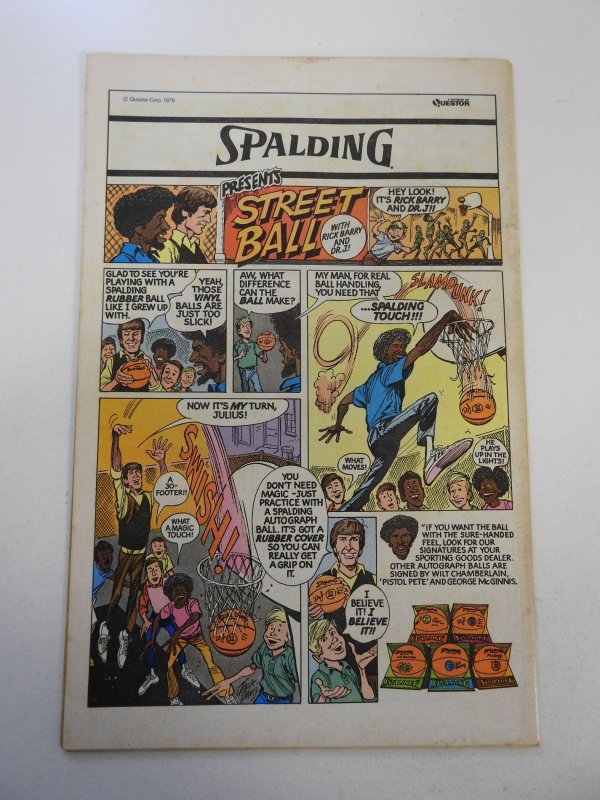 © Questor Corp. 1979
QUESTOR
SPALDING
PRESENTS
STREET
BALL
WITH
RICK BARRY
AND
DR.J!
HEY LOOK!
IT'S RICK BARRY
AND DR.J!!
GLAD TO SEE YOU'RE
PLAYING WITH A
SPALDING
RUBBER BALL
LIKE I GREW UP
WITH.
YEAH,
THOSE
VINYL
BALLS ARE
JUST TOO
SLICK!
AW, WHAT
DIFFERENCE
CAN THE
BALL MAKE?
MY MAN, FOR REAL
BALL HANDLING,
YOU NEED THAT
...SPALDING
TOUCH!!!
SLAMDUNK!
WHAT
MOVES!
HE
PLAYS
UP IN THE
LIGHTS!
NOW IT'S MY TURN,
JULIUS!
SWISH!
A
30-
FOOTER!!
WHAT
A MAGIC
TOUCH!
YOU
DON'T NEED
MAGIC -JUST
PRACTICE WITH
A SPALDING
AUTOGRAPH
BALL. IT'S GOT A
RUBBER COVER
SO YOU CAN
REALLY GET
A GRIP ON
IT.
I
BELIEVE
IT! I
BELIEVE
IT!!
"IF YOU WANT THE BALL
WITH THE SURE-HANDED
FEEL, LOOK FOR OUR
SIGNATURES AT YOUR
SPORTING GOODS DEALER.
OTHER AUTOGRAPH BALLS ARE
SIGNED BY WILT CHAMBERLAIN,
'PISTOL PETE' AND GEORGE McGINNIS.